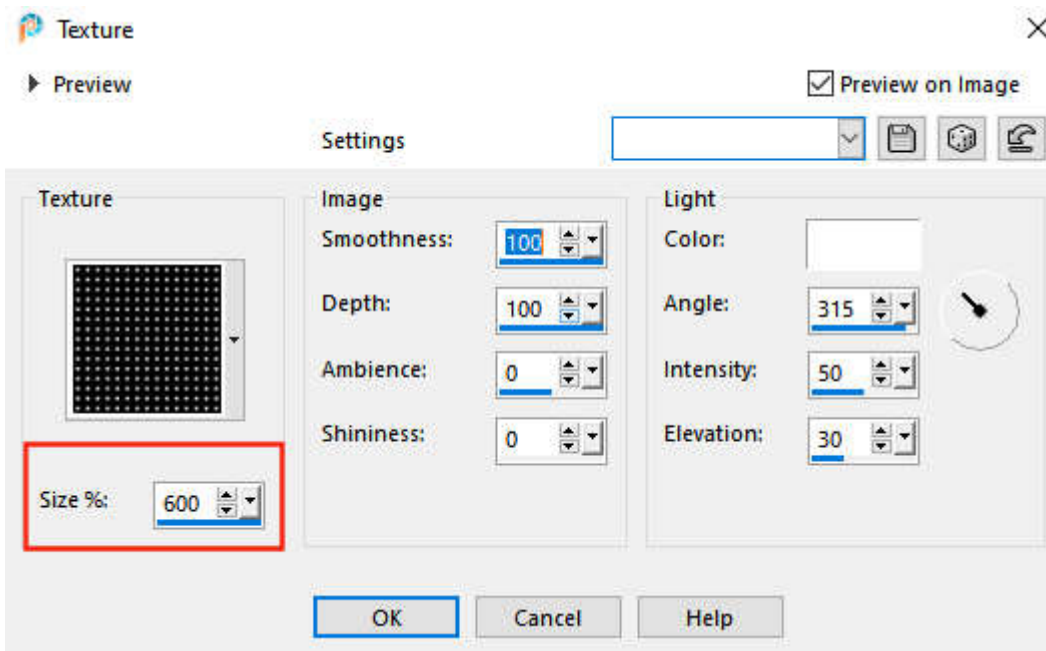 Texture
Preview
Preview on Image
Settings
Texture
Image
Light
Smoothness: 100
Color:
Depth: 100
Angle: 315
Ambience: 0
Intensity: 50
Shininess: 0
Elevation: 30
Size %: 600
OK
Cancel
Help